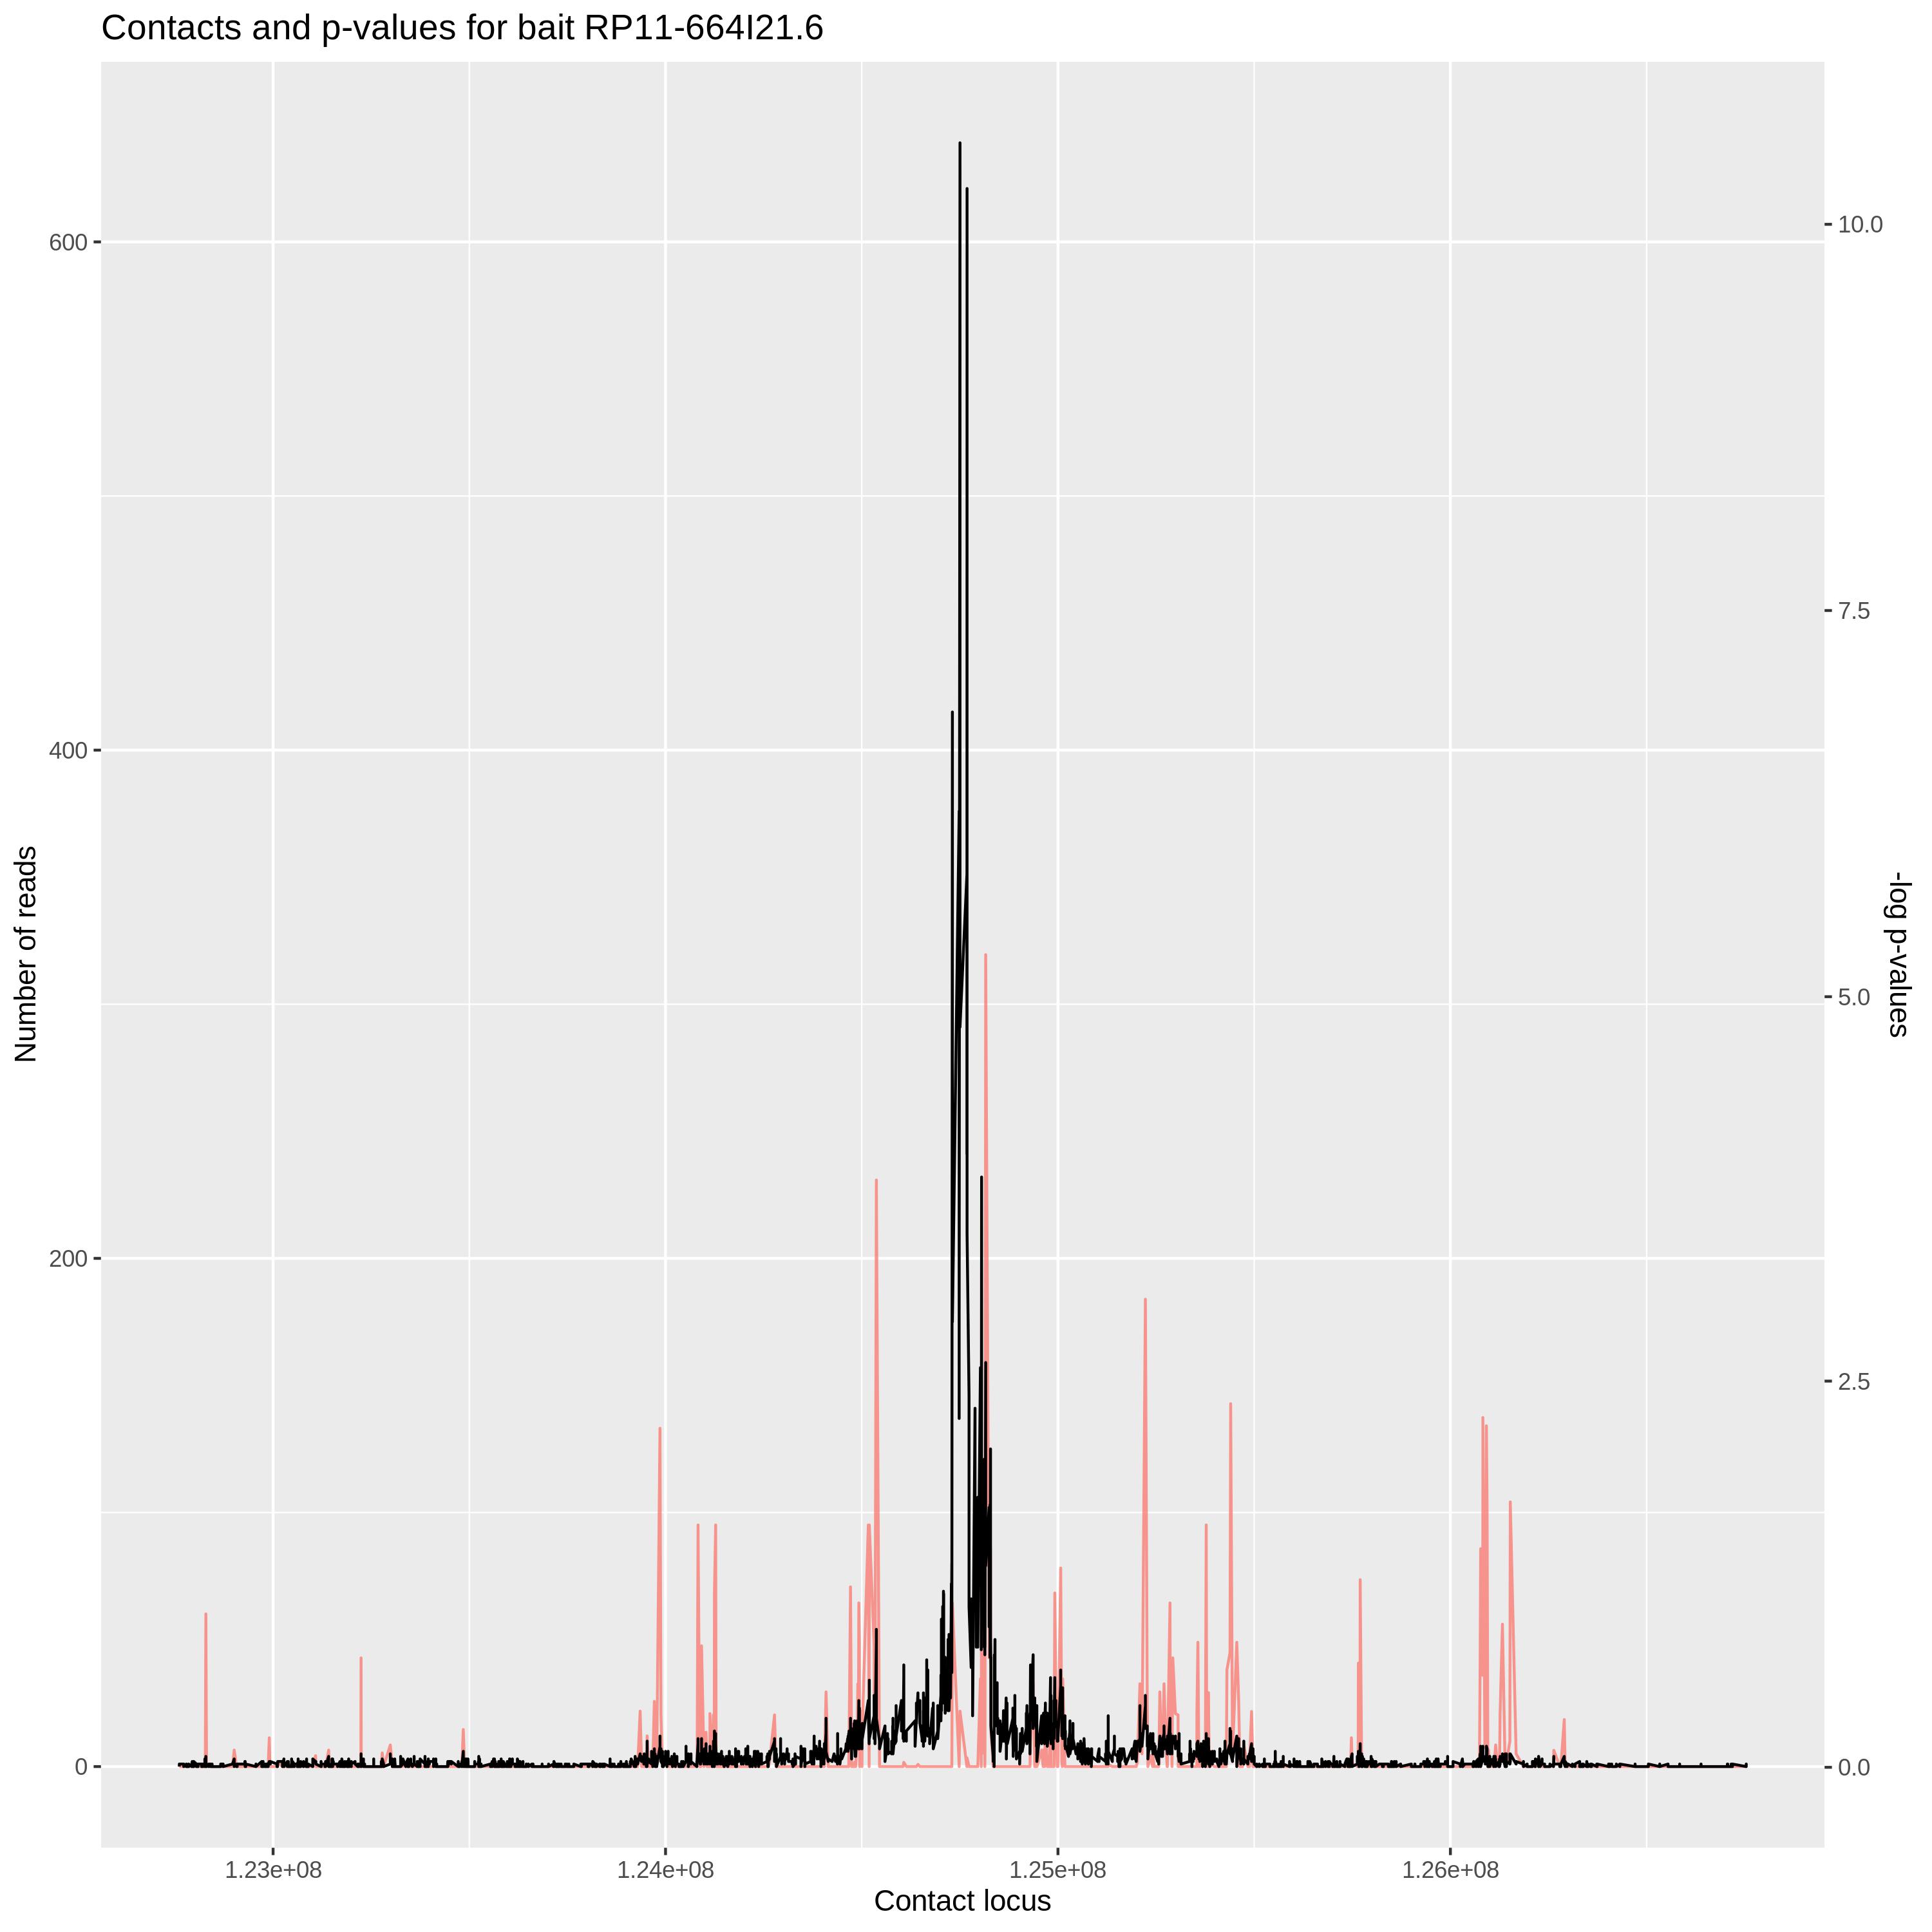 Contacts and p-values for bait RP11-664I21.6
600
400
200
0
Number of reads
10.0
7.5
5.0
2.5
0.0
-log p-values
1.23e+08
1.24e+08
1.25e+08
1.26e+08
Contact locus